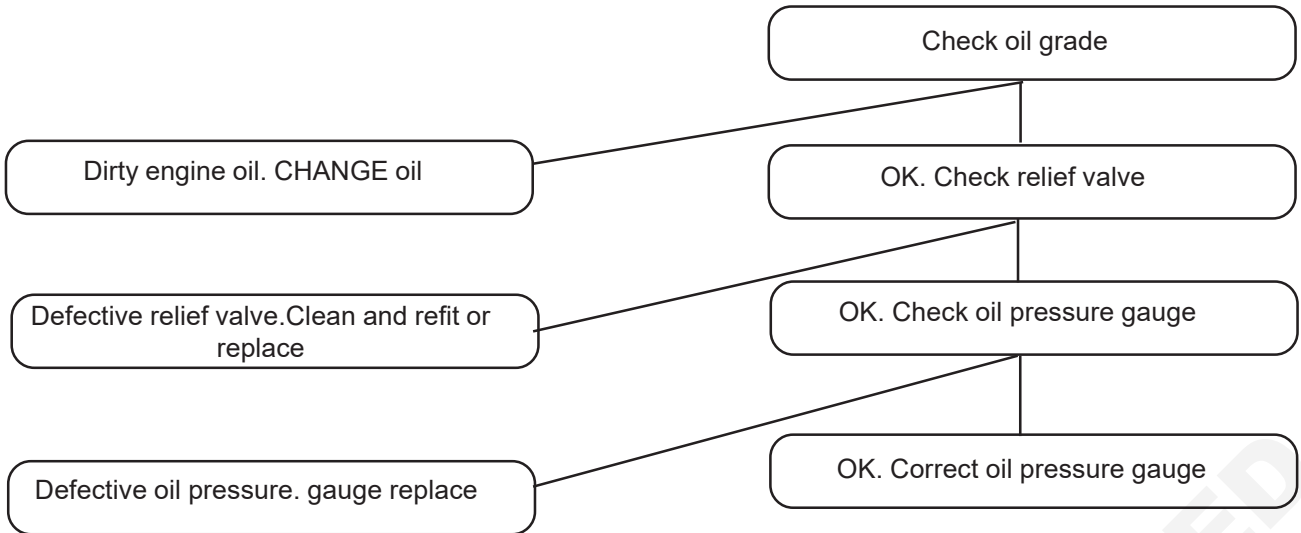 Check oil grade
Dirty engine oil. CHANGE oil
OK. Check relief valve
Defective relief valve.Clean and refit or
replace
OK. Check oil pressure gauge
Defective oil pressure. gauge replace
OK. Correct oil pressure gauge